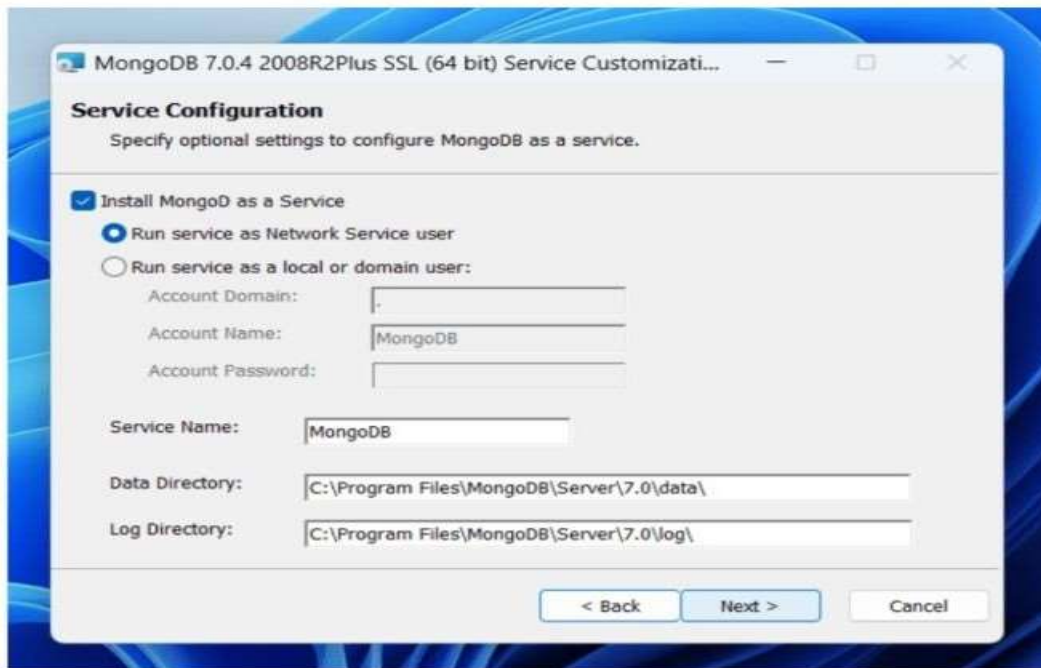 MongoDB 7.0.4 2008R2Plus SSL (64 bit) Service Customizati...
Service Configuration
Specify optional settings to configure MongoDB as a service.
Install MongoD as a Service
Run service as Network Service user
Run service as a local or domain user:
Account Domain: .
Account Name: MongoDB
Account Password:
Service Name: MongoDB
Data Directory: C:\Program Files\MongoDB\Server\7.0\data\
Log Directory: C:\Program Files\MongoDB\Server\7.0\log\
< Back Next > Cancel